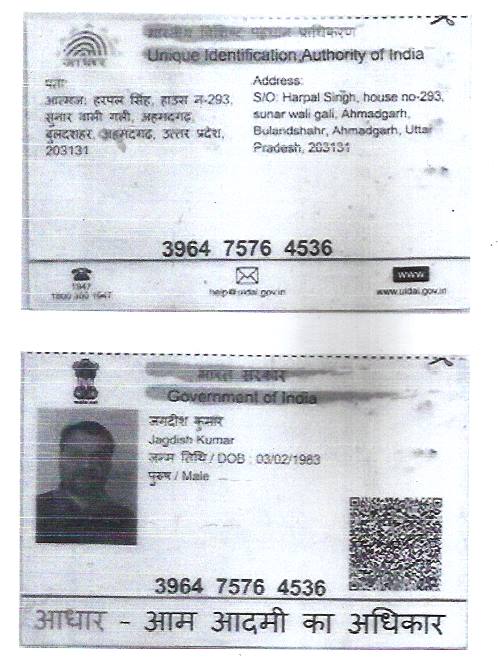 भारतीय विशिष्ट पहचान प्राधिकरण
Unique Identification Authority of India
आधार
पता:
आत्मज: हरपल सिंह, हाउस न-293,
सुनार वाली गली, अहमदगढ़,
बुलंदशहर, अहमदगढ़, उत्तर प्रदेश,
203131
Address:
S/O: Harpal Singh, house no-293,
sunar wali gali, Ahmadgarh,
Bulandshahr, Ahmadgarh, Uttar
Pradesh, 203131
3964 7576 4536
1947
1800 300 1947
help@uidai.gov.in
www
www.uidai.gov.in
भारत सरकार
Government of India
जगदीश कुमार
Jagdish Kumar
जन्म तिथि / DOB : 03/02/1983
पुरुष / Male
3964 7576 4536
आधार - आम आदमी का अधिकार